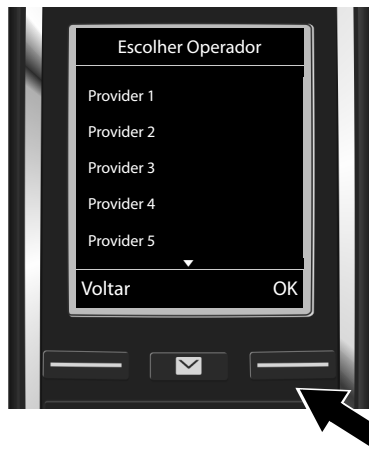 Escolher Operador
Provider 1
Provider 2
Provider 3
Provider 4
Provider 5
Voltar OK